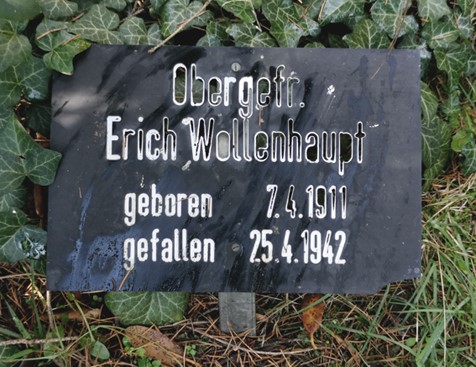 Obergefr.
Erich Wollenhaupt
geboren 7.4.1911
gefallen 25.4.1942